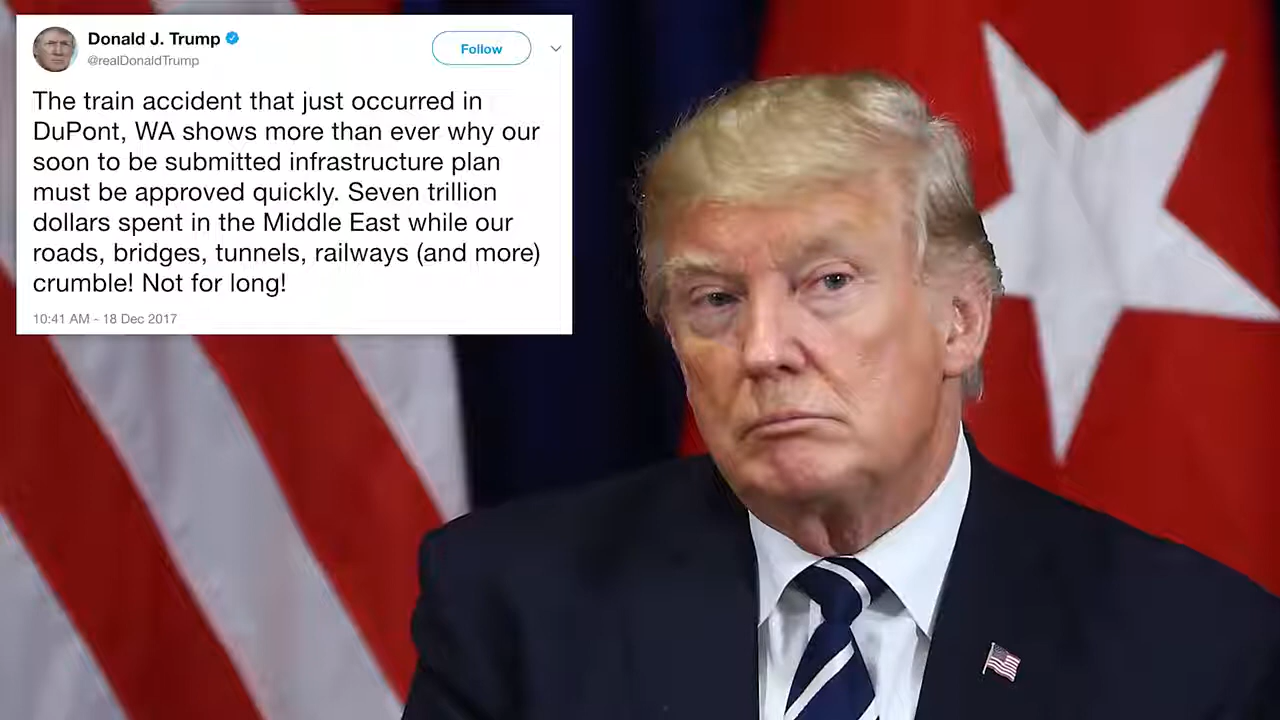 Donald J. Trump
Follow
@realDonaldTrump
The train accident that just occurred in
DuPont, WA shows more than ever why our
soon to be submitted infrastructure plan
must be approved quickly. Seven trillion
dollars spent in the Middle East while our
roads, bridges, tunnels, railways (and more)
crumble! Not for long!
10:41 AM - 18 Dec 2017